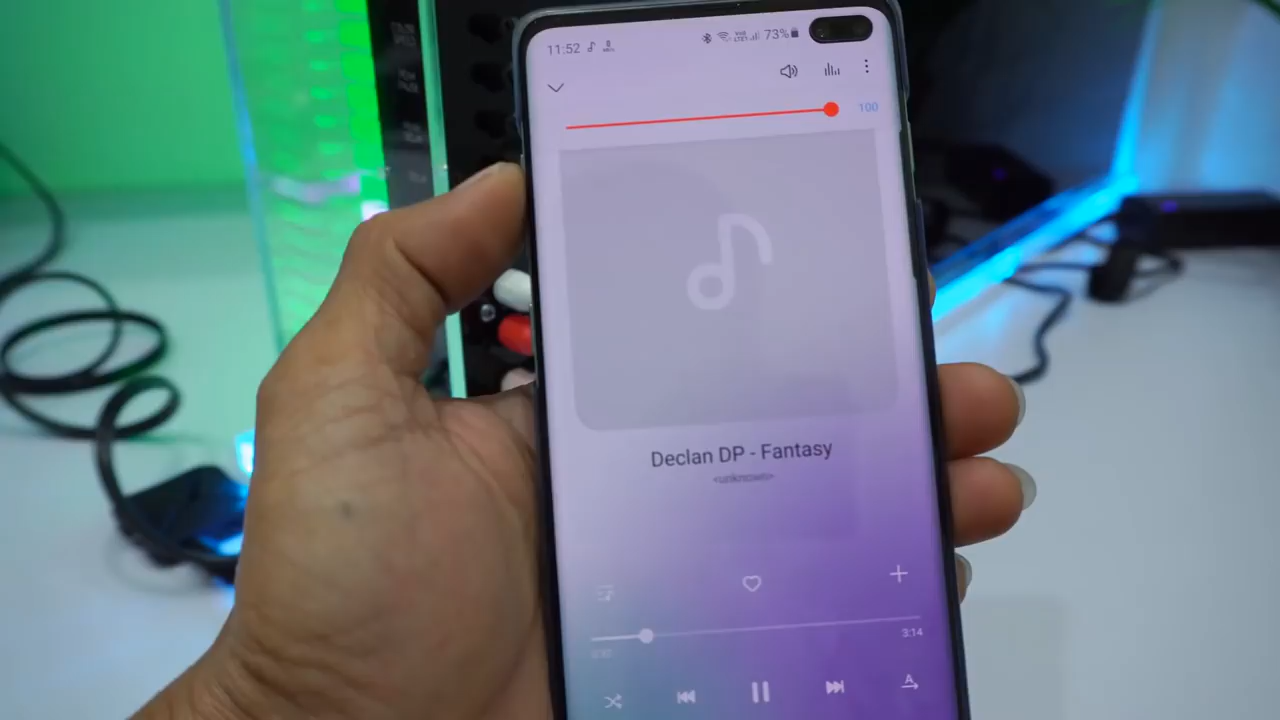 11:52
73%
100
Declan DP - Fantasy
<unknown>
3:14
A